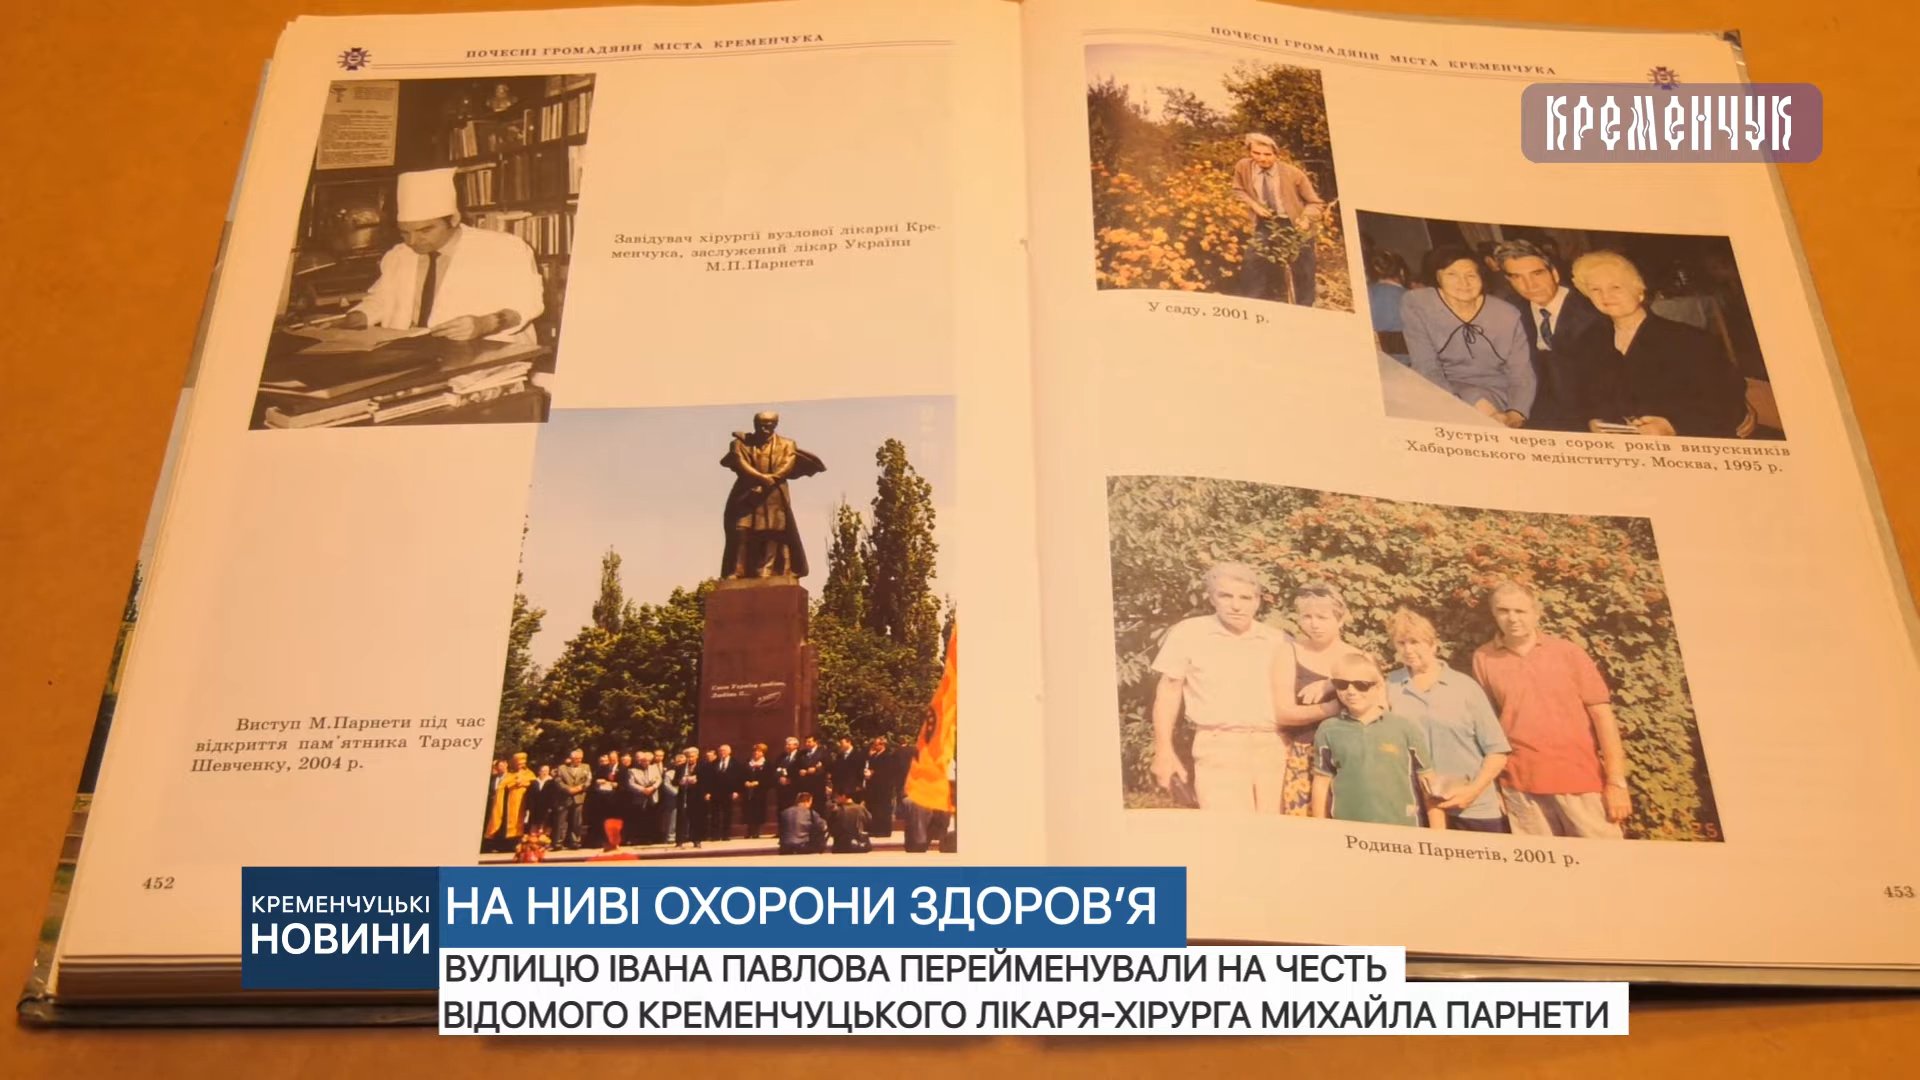 ПОЧЕСНІ ГРОМАДЯНИ МІСТА КРЕМЕНЧУКА
Завідувач хірургії вузлової лікарні Кре-
менчука, заслужений лікар України
М.П.Парнета
Виступ М.Парнети під час
відкриття пам'ятника Тарасу
Шевченку, 2004 р.
452
ПОЧЕСНІ ГРОМАДЯНИ МІСТА КРЕМЕНЧУКА
КРЕМЕНЧУК
У саду, 2001 р.
Зустріч через сорок років випускників
Хабаровського медінституту. Москва, 1995 р.
Родина Парнетів, 2001 р.
453
КРЕМЕНЧУЦЬКІ
НОВИНИ
НА НИВІ ОХОРОНИ ЗДОРОВ‘Я
ВУЛИЦЮ ІВАНА ПАВЛОВА ПЕРЕЙМЕНУВАЛИ НА ЧЕСТЬ
ВІДОМОГО КРЕМЕНЧУЦЬКОГО ЛІКАРЯ-ХІРУРГА МИХАЙЛА ПАРНЕТИ